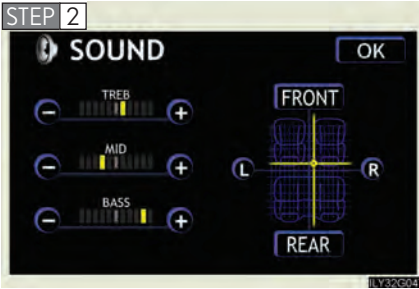 STEP 2
SOUND
OK
TREB
- +
MID
- +
BASS
- +
FRONT
L R
REAR
ILY32G04